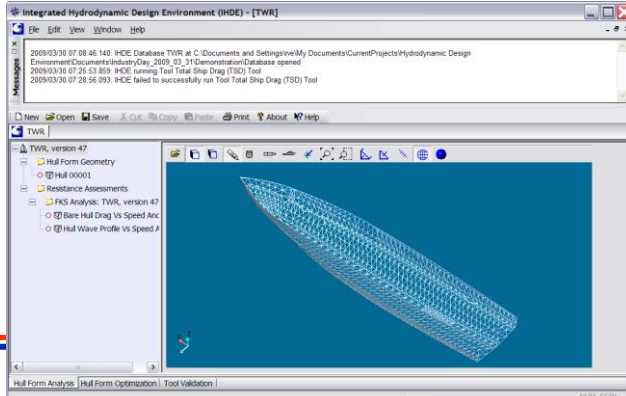 Integrated Hydrodynamic Design Environment (IHDE) - [TWR]
File Edit View Window Help
Messages
2009/03/30 07 08 46 140: IHDE Database TWR at C:\Documents and Settings\rve\My Documents\CurrentProjects\Hydrodynamic Design
Environment\Documents\IndustryDay_2009_03_31\Demonstration\Database opened
2009/03/30 07 25 53 859: IHDE running Tool Total Ship Drag (TSD) Tool
2009/03/30 07 28 56 093: IHDE failed to successfully run Tool Total Ship Drag (TSD) Tool
New Open Save Cut Copy Paste Print About Help
TWR
TWR, version 47
Hull Form Geometry
Hull 00001
Resistance Assessments
FKS Analysis: TWR, version 47
Bare Hull Drag Vs Speed Anc
Hull Wave Profile Vs Speed A
Hull Form Analysis Hull Form Optimization Tool Validation